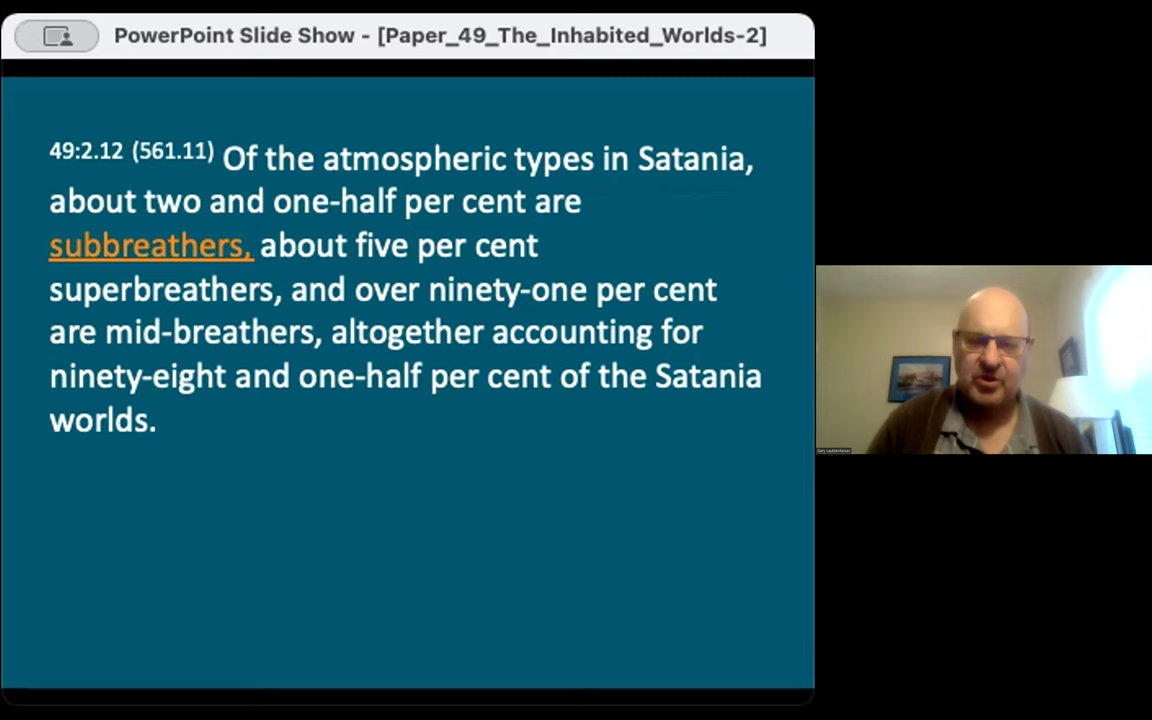 PowerPoint Slide Show - [Paper_49_The_Inhabited_Worlds-2]
49:2.12 (561.11) Of the atmospheric types in Satania,
about two and one-half per cent are
subbreathers, about five per cent
superbreathers, and over ninety-one per cent
are mid-breathers, altogether accounting for
ninety-eight and one-half per cent of the Satania
worlds.